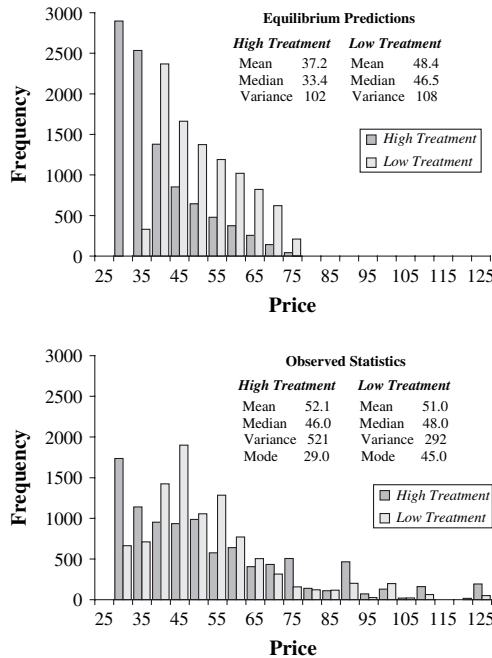 Equilibrium Predictions
High Treatment Low Treatment
Mean 37.2 Mean 48.4
Median 33.4 Median 46.5
Variance 102 Variance 108
High Treatment
Low Treatment
Frequency
3000
2500
2000
1500
1000
500
0
25 35 45 55 65 75 85 95 105 115 125
Price
Observed Statistics
High Treatment Low Treatment
Mean 52.1 Mean 51.0
Median 46.0 Median 48.0
Variance 521 Variance 292
Mode 29.0 Mode 45.0
High Treatment
Low Treatment
Frequency
3000
2500
2000
1500
1000
500
0
25 35 45 55 65 75 85 95 105 115 125
Price